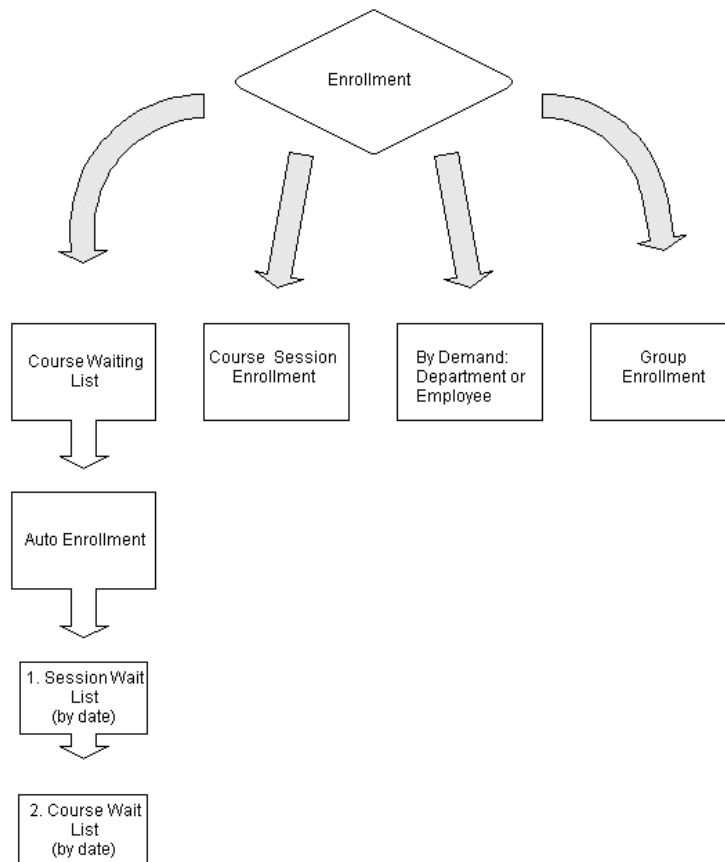 Enrollment
Course Waiting
List
Course Session
Enrollment
By Demand:
Department or
Employee
Group
Enrollment
Auto Enrollment
1. Session Wait
List
(by date)
2. Course Wait
List
(by date)